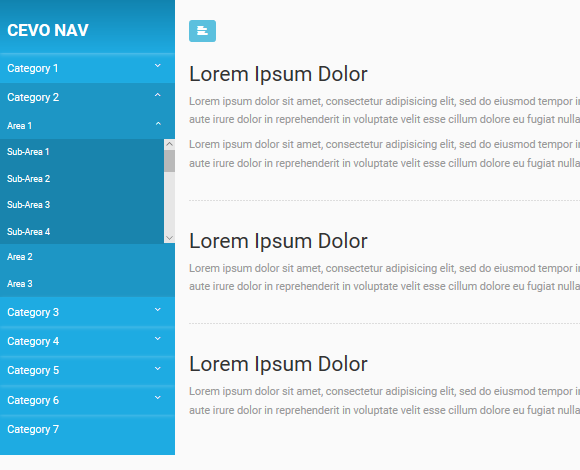 CEVO NAV
Category 1
Category 2
Area 1
Sub-Area 1
Sub-Area 2
Sub-Area 3
Sub-Area 4
Area 2
Area 3
Category 3
Category 4
Category 5
Category 6
Category 7
Lorem Ipsum Dolor
Lorem ipsum dolor sit amet, consectetur adipisicing elit, sed do eiusmod tempor in
aute irure dolor in reprehenderit in voluptate velit esse cillum dolore eu fugiat nulla
Lorem ipsum dolor sit amet, consectetur adipisicing elit, sed do eiusmod tempor in
aute irure dolor in reprehenderit in voluptate velit esse cillum dolore eu fugiat nulla
Lorem Ipsum Dolor
Lorem ipsum dolor sit amet, consectetur adipisicing elit, sed do eiusmod tempor in
aute irure dolor in reprehenderit in voluptate velit esse cillum dolore eu fugiat nulla
Lorem Ipsum Dolor
Lorem ipsum dolor sit amet, consectetur adipisicing elit, sed do eiusmod tempor in
aute irure dolor in reprehenderit in voluptate velit esse cillum dolore eu fugiat nulla